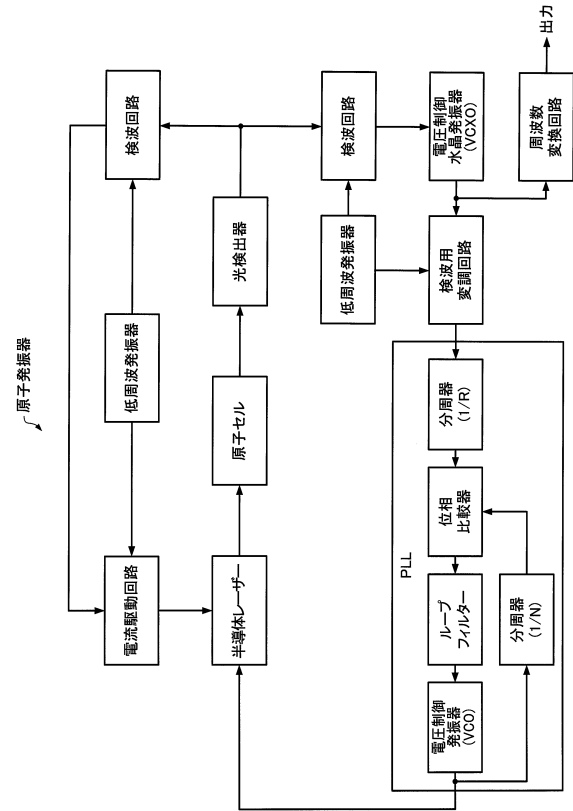 原子発振器
電流駆動回路
低周波発振器
検波回路
半導体レーザー
原子セル
光検出器
低周波発振器
検波回路
PLL
電圧制御
発振器
(VCO)
ループ
フィルター
位相
比較器
分周器
(1/R)
検波用
変調回路
電圧制御
水晶発振器
(VCXO)
分周器
(1/N)
周波数
変換回路
出力